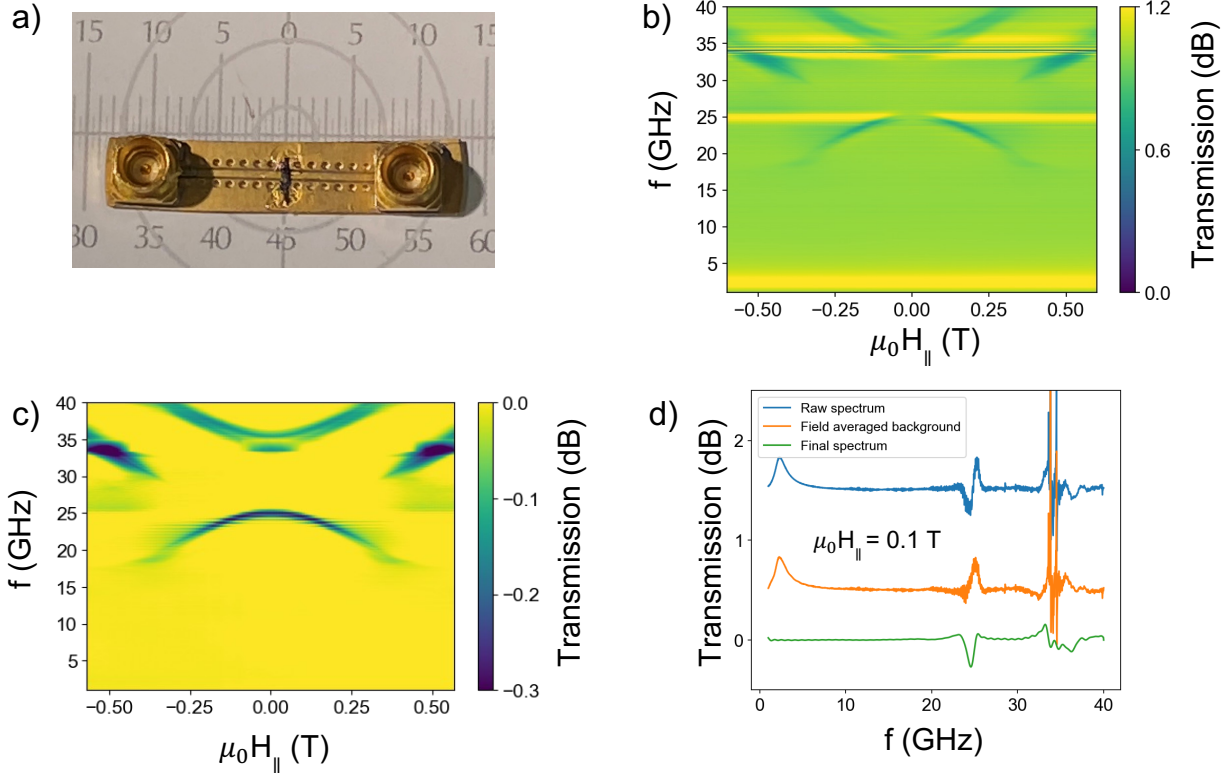 a)
15 10 5 0 5 10 15
30 35 40 45 50 52 60
b)
40
35
30
25
20
15
10
5
f (GHz)
−0.50 −0.25 0.00 0.25 0.50
μ₀H∥ (T)
1.2
0.6
0.0
Transmission (dB)
c)
40
35
30
25
20
15
10
5
f (GHz)
−0.50 −0.25 0.00 0.25 0.50
μ₀H∥ (T)
0.0
−0.1
−0.2
−0.3
Transmission (dB)
d)
Raw spectrum
Field averaged background
Final spectrum
μ₀H∥ = 0.1 T
2
1
0
Transmission (dB)
0 10 20 30 40
f (GHz)